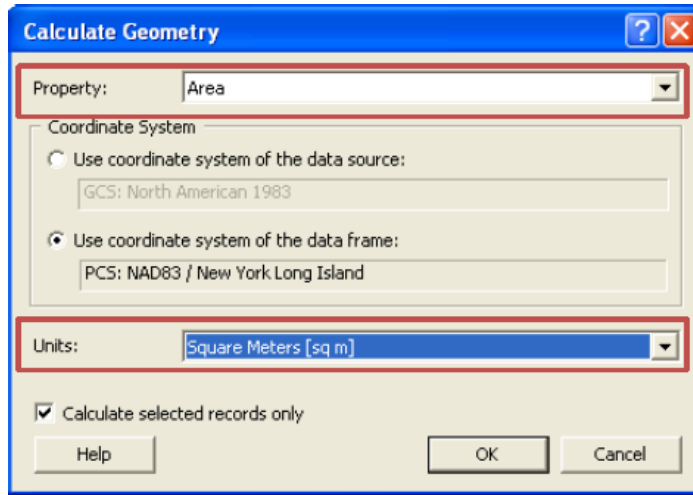 Calculate Geometry
Property: Area
Coordinate System
Use coordinate system of the data source:
GCS: North American 1983
Use coordinate system of the data frame:
PCS: NAD83 / New York Long Island
Units: Square Meters [sq m]
Calculate selected records only
Help OK Cancel